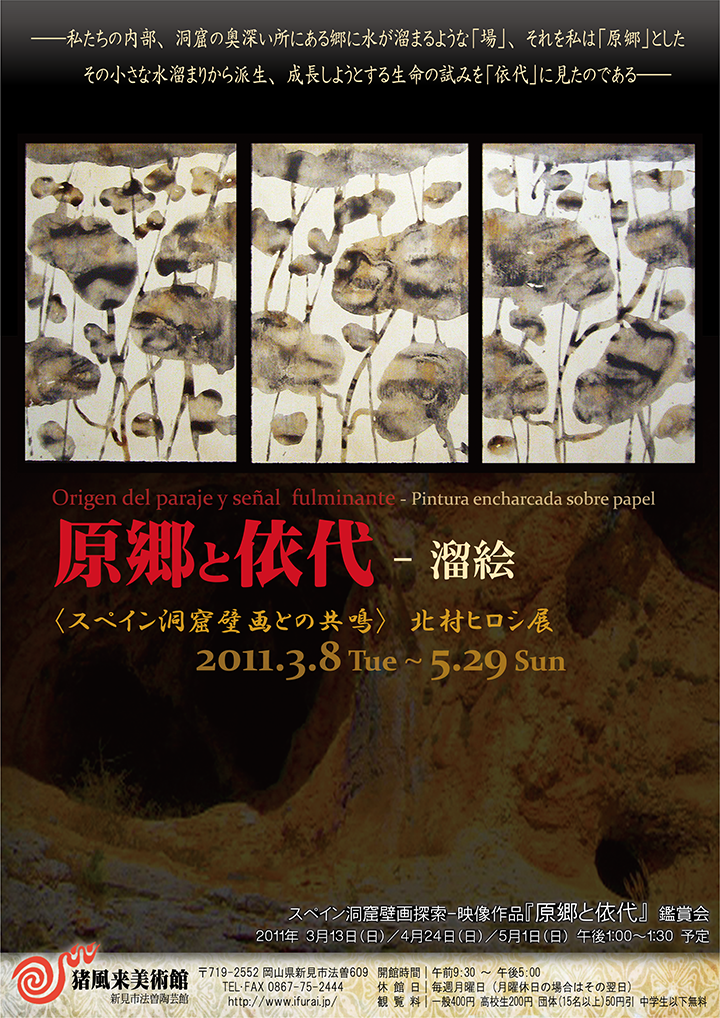 ――私たちの内部、洞窟の奥深い所にある郷に水が溜まるような「場」、それを私は「原郷」とした
その小さな水溜まりから派生、成長しようとする生命の試みを「依代」に見たのである――
Origen del paraje y señal fulminante - Pintura encharcada sobre papel
原郷と依代 － 溜絵
〈スペイン洞窟壁画との共鳴〉 北村ヒロシ展
2011.3.8 Tue ~ 5.29 Sun
スペイン洞窟壁画探索－映像作品『原郷と依代』 鑑賞会
2011年 3月13日(日)／4月24日(日)／5月1日(日) 午後1:00～1:30 予定
猪風来美術館
新見市法曽陶芸館
〒719-2552 岡山県新見市法曽609
TEL・FAX 0867-75-2444
http://www.ifurai.jp/
開館時間｜午前9:30 ～ 午後5:00
休館日｜毎週月曜日 (月曜休日の場合はその翌日)
観覧料｜一般400円 高校生200円 団体(15名以上)50円引 中学生以下無料